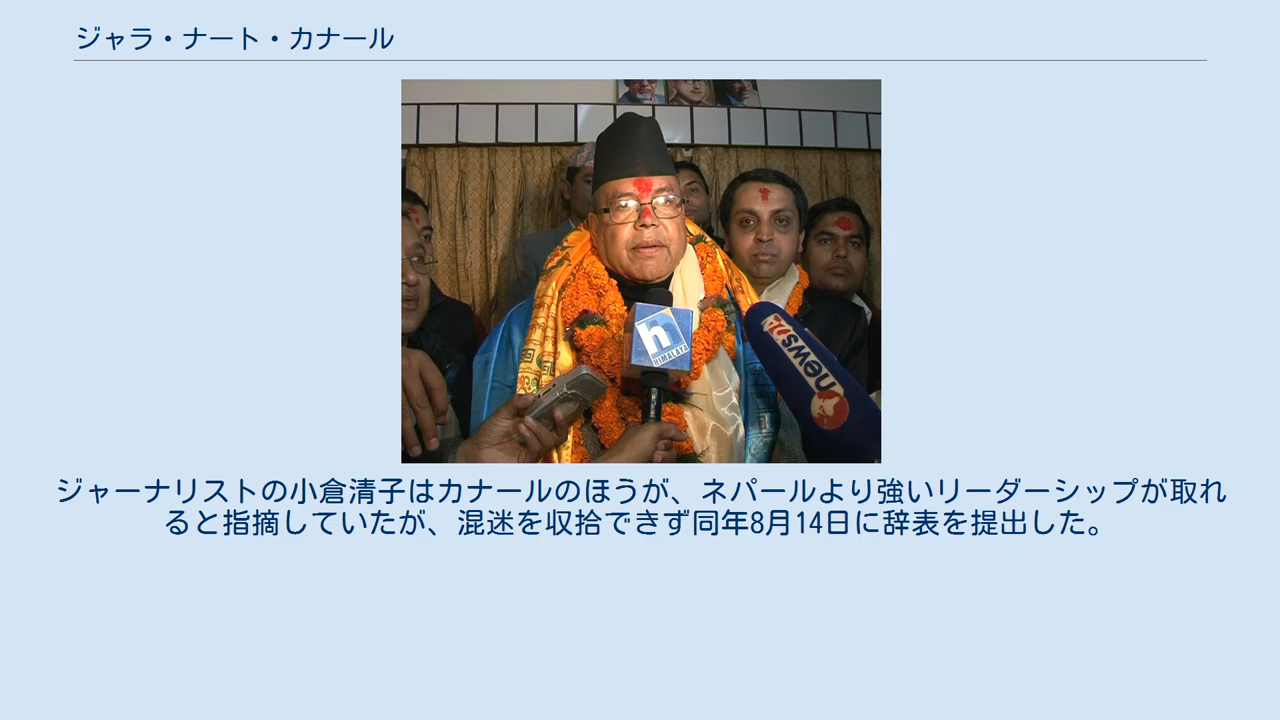 ジャラ・ナート・カナール
h
HIMALAYA
news
ジャーナリストの小倉清子はカナールのほうが、ネパールより強いリーダーシップが取れ
ると指摘していたが、混迷を収拾できず同年8月14日に辞表を提出した。